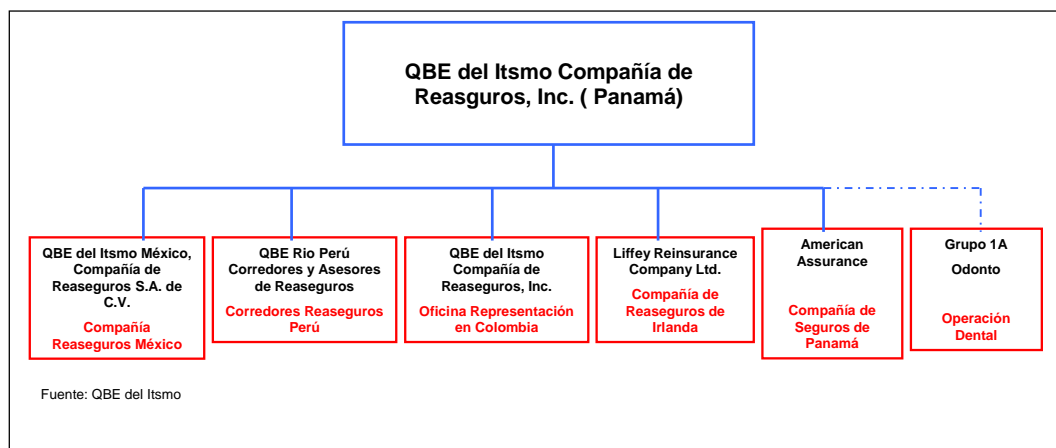 QBE del Itsmo Compañía de
Reasguros, Inc. ( Panamá)
QBE del Itsmo México,
Compañía de
Reaseguros S.A. de
C.V.
Compañía
Reaseguros México
QBE Rio Perú
Corredores y Asesores
de Reaseguros
Corredores Reaseguros
Perú
QBE del Itsmo
Compañía de
Reaseguros, Inc.
Oficina Representación
en Colombia
Liffey Reinsurance
Company Ltd.
Compañía de
Reaseguros de
Irlanda
American
Assurance
Compañía de
Seguros de
Panamá
Grupo 1A
Odonto
Operación
Dental
Fuente: QBE del Itsmo